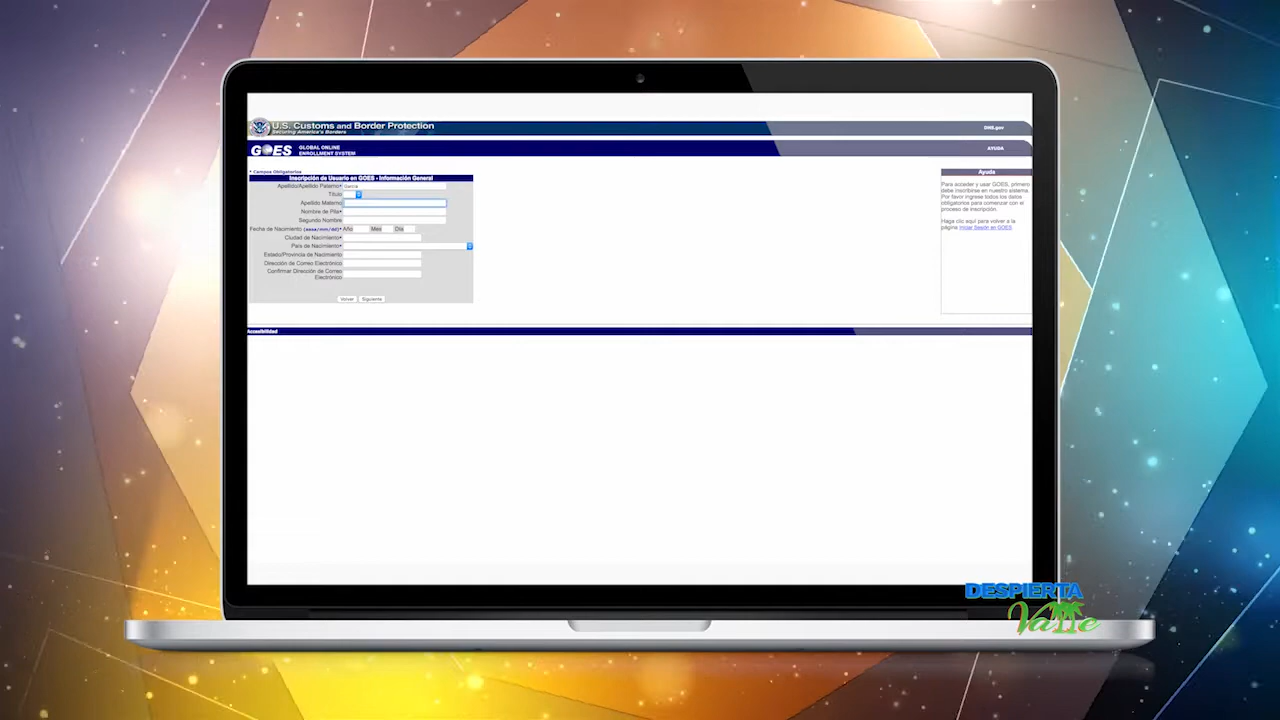 U.S. Customs and Border Protection
Securing America's Borders
DHS.gov
GOES GLOBAL ONLINE
ENROLLMENT SYSTEM
AYUDA
* Campos Obligatorios
Inscripción de Usuario en GOES - Información General
Apellido/Apellido Paterno* Garcia
Título
Apellido Materno
Nombre de Pila*
Segundo Nombre
Fecha de Nacimiento (aaaa/mm/dd)* Año Mes Día
Ciudad de Nacimiento*
País de Nacimiento*
Estado/Provincia de Nacimiento
Dirección de Correo Electrónico
Confirmar Dirección de Correo
Electrónico
Volver Siguiente
Ayuda
Para acceder y usar GOES, primero
debe inscribirse en nuestro sistema.
Por favor ingrese todos los datos
obligatorios para comenzar con el
proceso de inscripción.
Haga clic aquí para volver a la
página Iniciar Sesión en GOES.
Accesibilidad
DESPIERTA
Valle